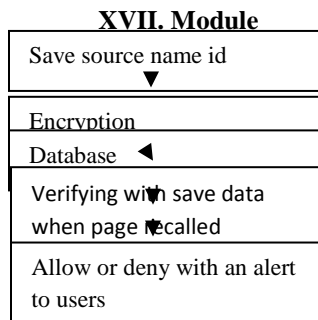 XVII. Module
Save source name id
Encryption
Database
Verifying with save data
when page recalled
Allow or deny with an alert
to users